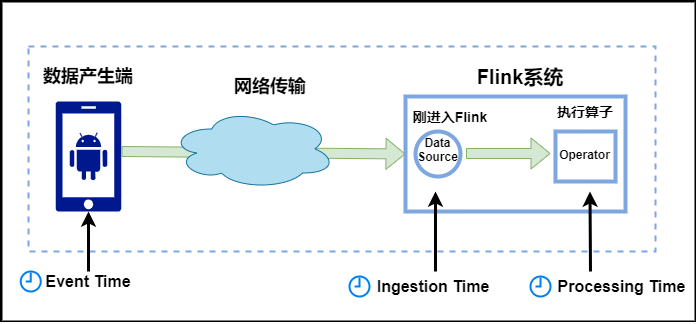 数据产生端
网络传输
Flink系统
刚进入Flink
执行算子
Data
Source
Operator
Event Time
Ingestion Time
Processing Time